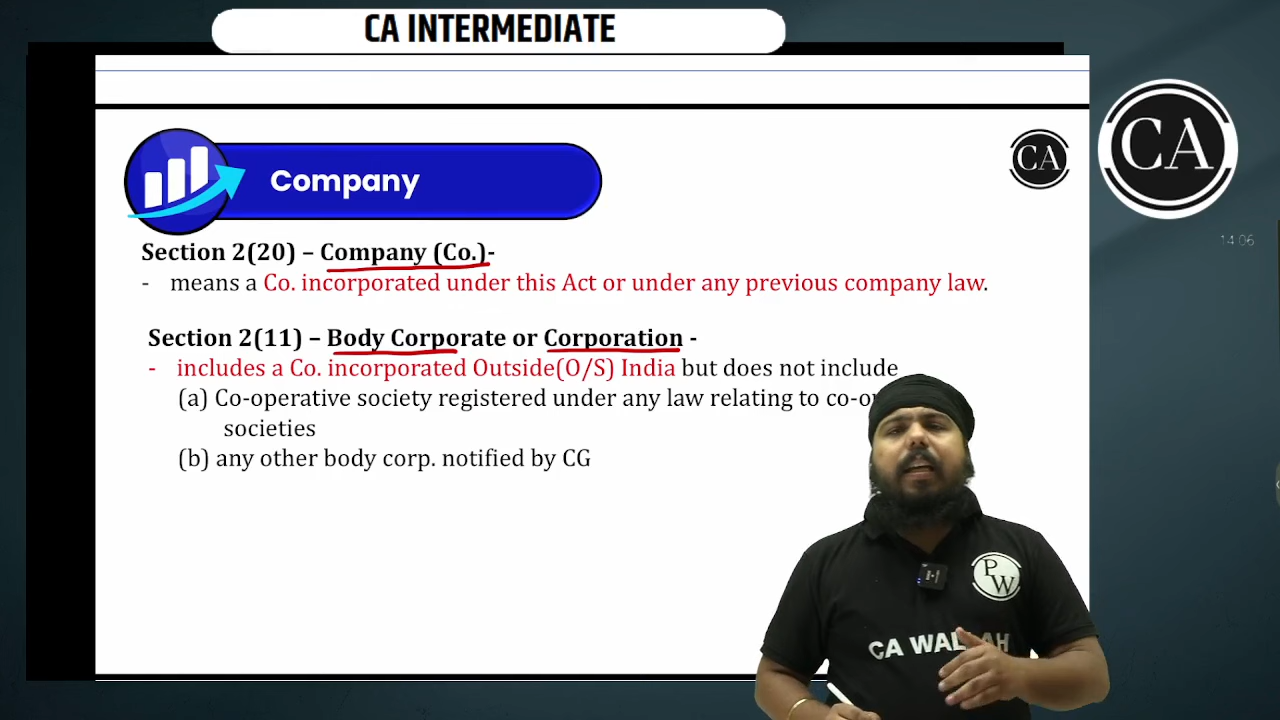 CA INTERMEDIATE
CA
CA
Company
14 06
Section 2(20) – Company (Co.)-
- means a Co. incorporated under this Act or under any previous company law.
Section 2(11) – Body Corporate or Corporation -
- includes a Co. incorporated Outside(O/S) India but does not include
(a) Co-operative society registered under any law relating to
societies
(b) any other body corp. notified by CG
PW
CA